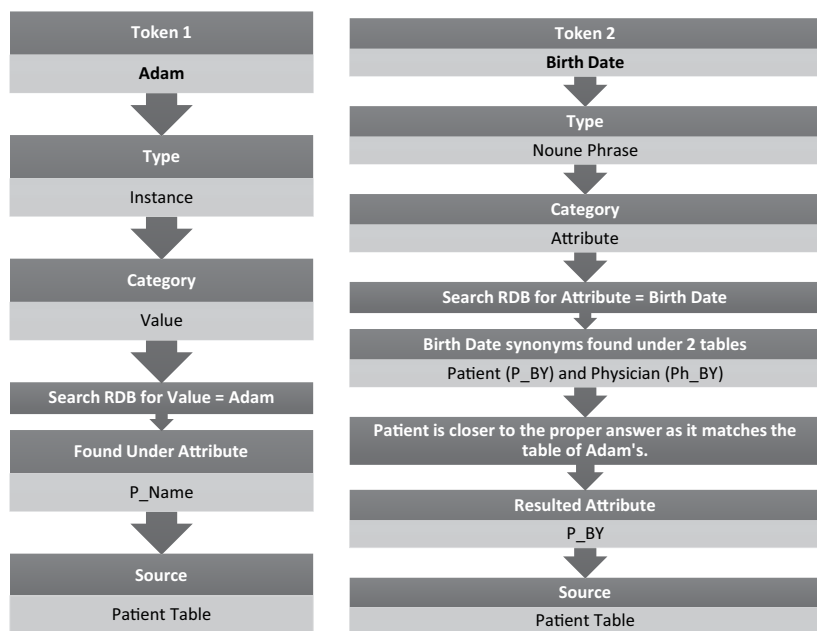 Token 1
Adam
Type
Instance
Category
Value
Search RDB for Value = Adam
Found Under Attribute
P_Name
Source
Patient Table
Token 2
Birth Date
Type
Noune Phrase
Category
Attribute
Search RDB for Attribute = Birth Date
Birth Date synonyms found under 2 tables
Patient (P_BY) and Physician (Ph_BY)
Patient is closer to the proper answer as it matches the
table of Adam's.
Resulted Attribute
P_BY
Source
Patient Table